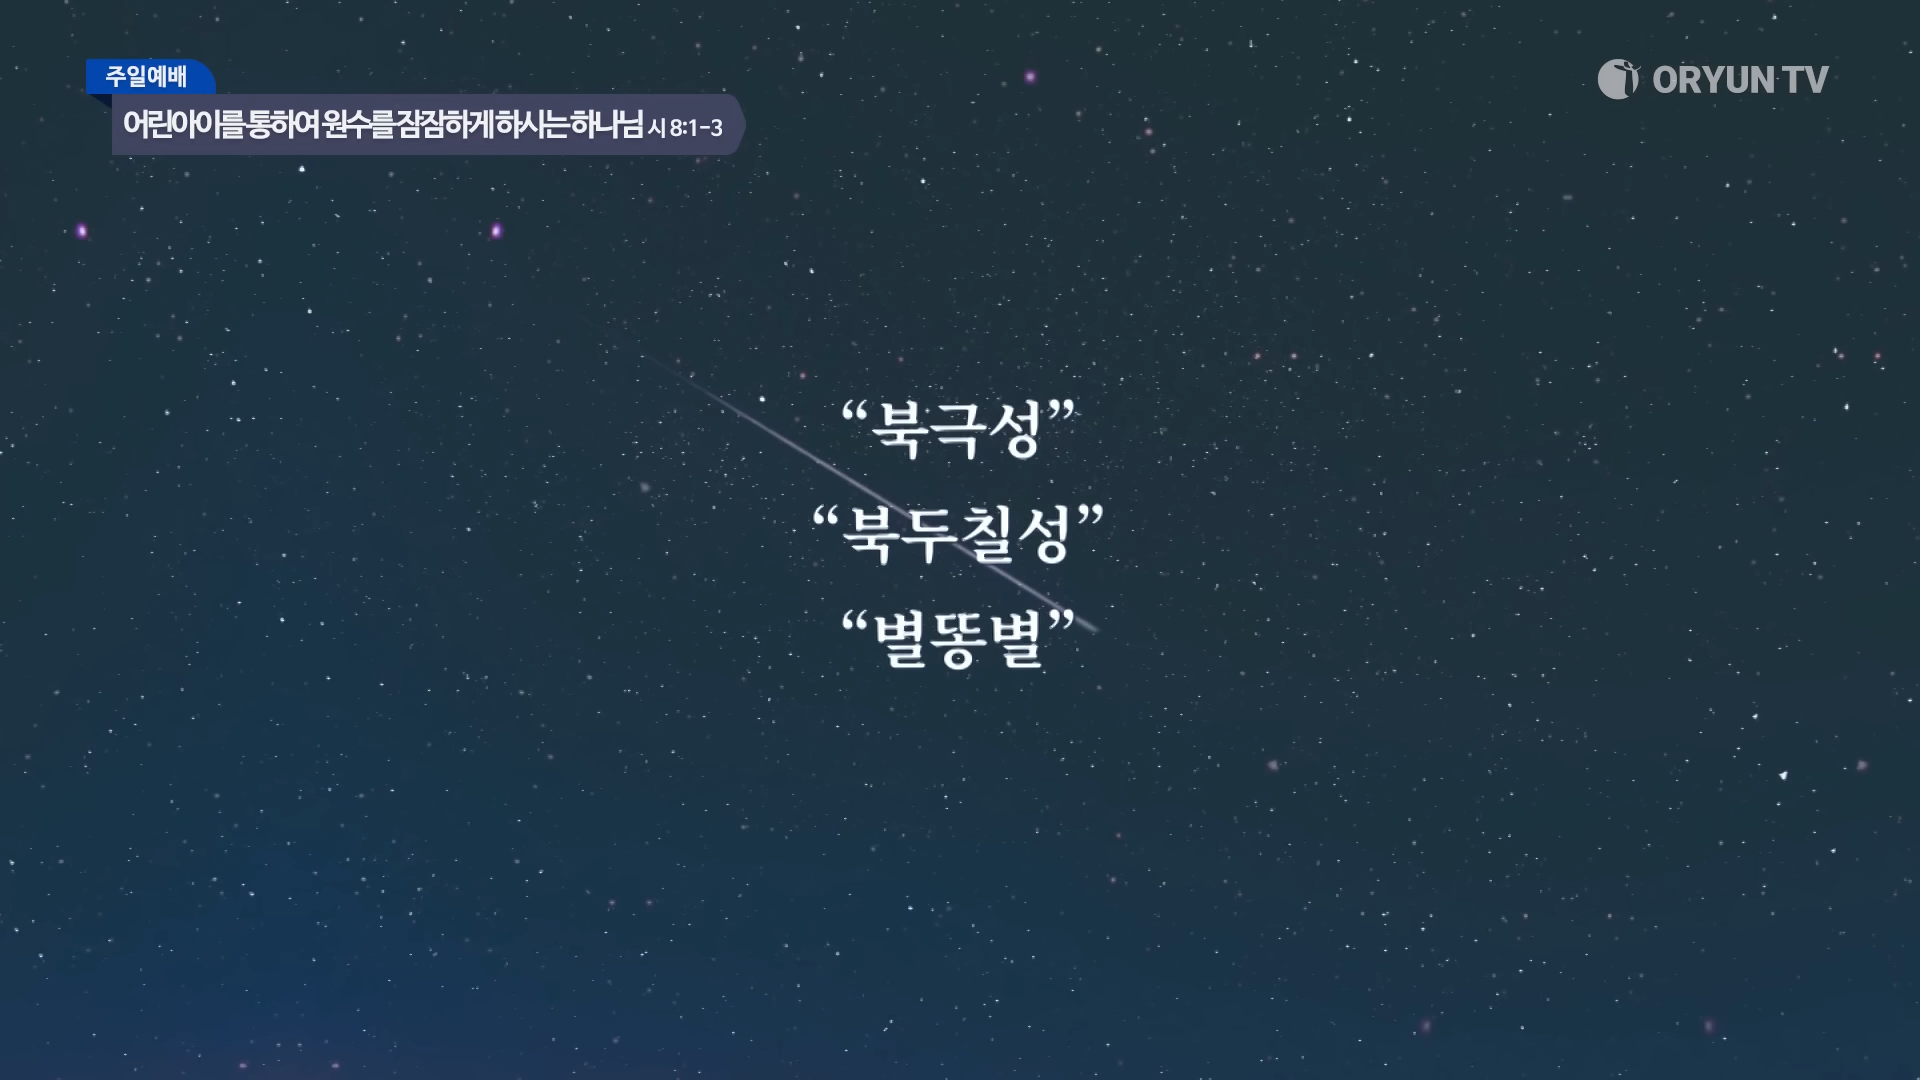 주일예배
어린아이를 통하여 원수를 잠잠하게 하시는 하나님 시 8:1-3
ORYUN TV
“북극성”
“북두칠성”
“별똥별”